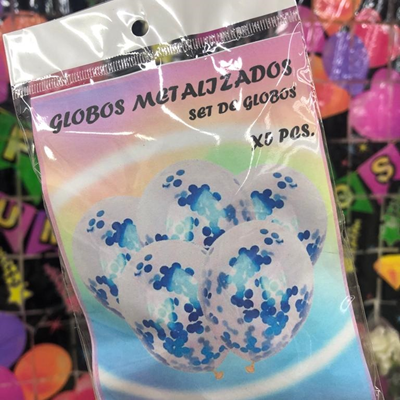 GLOBOS METALIZADOS
SET DE GLOBOS
X5 PCS.